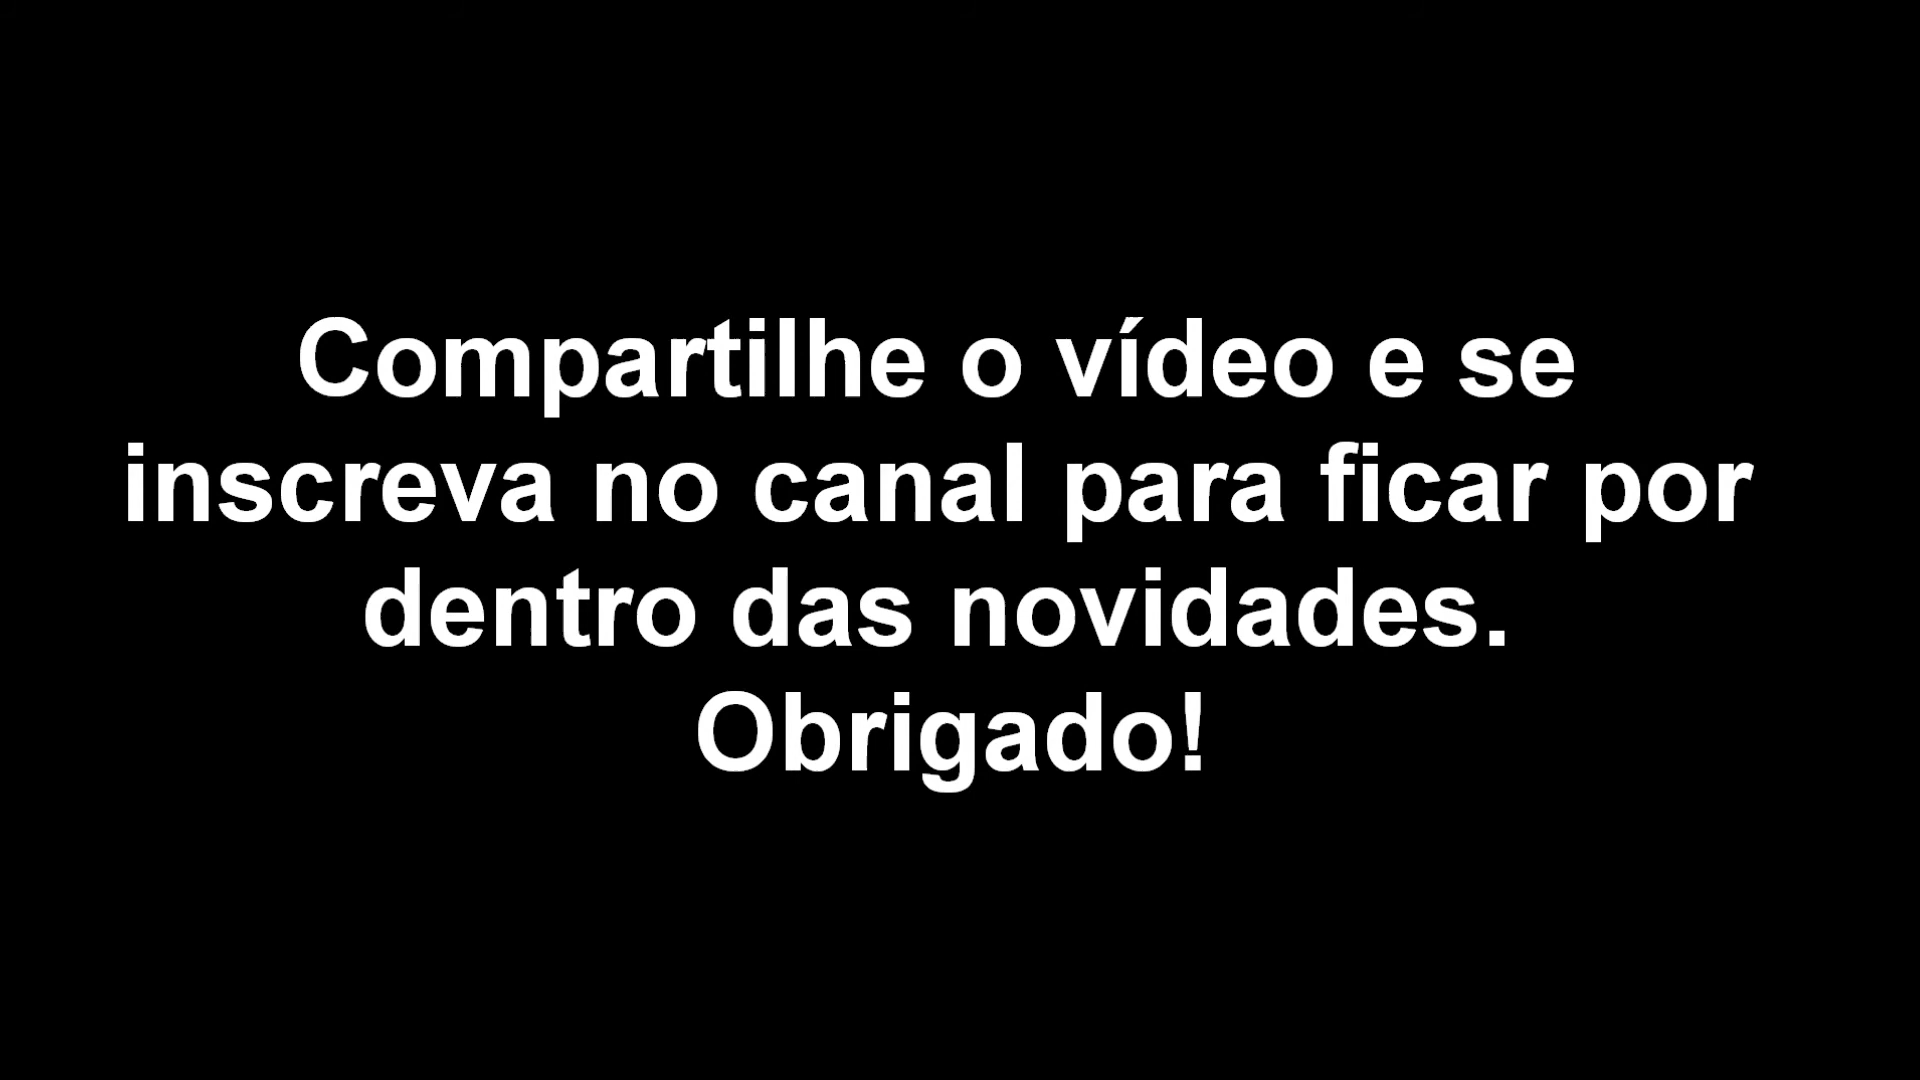 Compartilhe o vídeo e se
inscreva no canal para ficar por
dentro das novidades.
Obrigado!